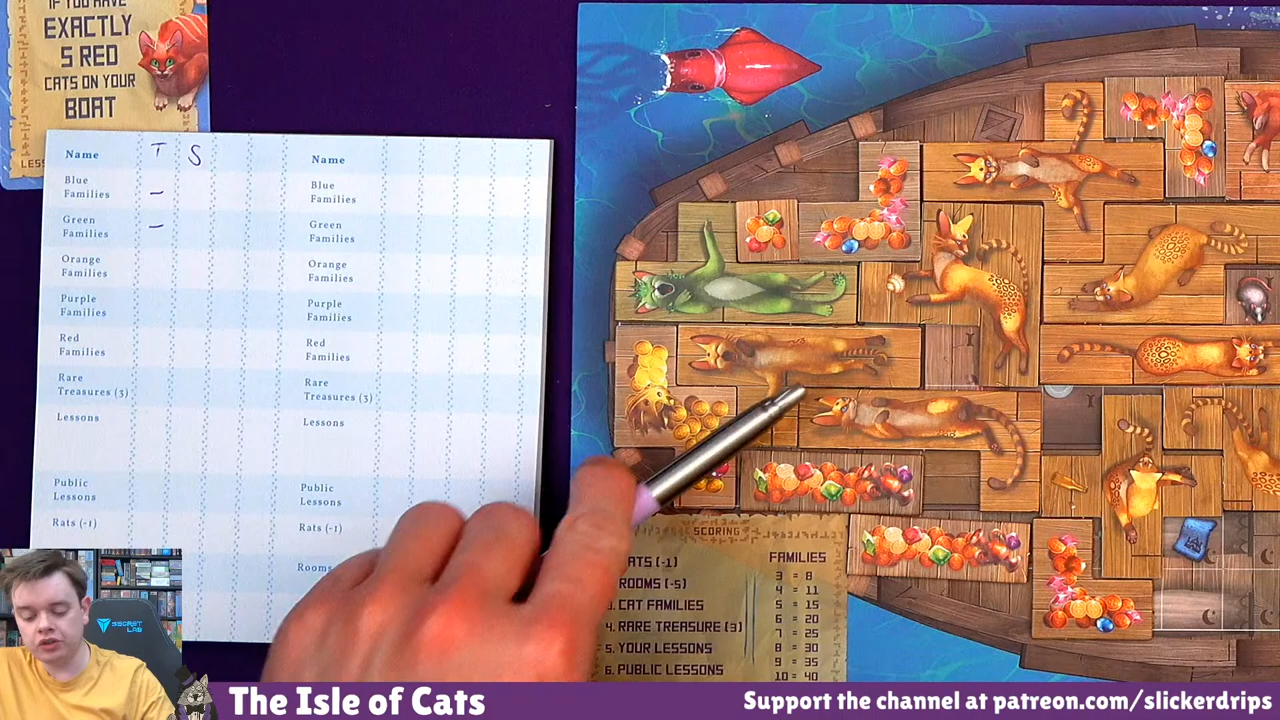 IF YOU HAVE
EXACTLY
5 RED
CATS ON YOUR
BOAT
Name T S Name
Blue
Families –
Blue
Families
Green
Families –
Green
Families
Orange
Families
Orange
Families
Purple
Families
Purple
Families
Red
Families
Red
Families
Rare
Treasures (3)
Rare
Treasures (3)
Lessons
Lessons
Public
Lessons
Public
Lessons
Rats (-1)
Rats (-1)
Rooms
SCORING
(-1)
ROOMS (-5)
CAT FAMILIES
4. RARE TREASURE (3)
5. YOUR LESSONS
6. PUBLIC LESSONS
FAMILIES
3 = 8
4 = 11
5 = 15
6 = 20
7 = 25
8 = 30
9 = 35
10 = 40
SECRET
LAB
The Isle of Cats
Support the channel at patreon.com/slickerdrips